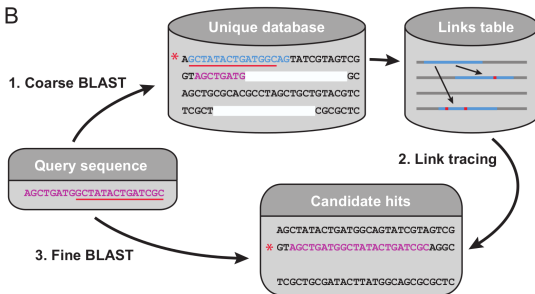 B
Unique database
* AGCTATACTGATGGCAGTATCGTAGTCG
GTAGCTGATG GC
AGCTGCGCACGCCTAGCTGCTGTACGTC
TCGCT CGCGCTC
Links table
1. Coarse BLAST
Query sequence
AGCTGATGGCTATACTGATCGC
2. Link tracing
3. Fine BLAST
Candidate hits
AGCTATACTGATGGCAGTATCGTAGTCG
* GTAGCTGATGGCTATACTGATCGCAGGC
TCGCTGCGATACTTATGGCAGCGCGCTC